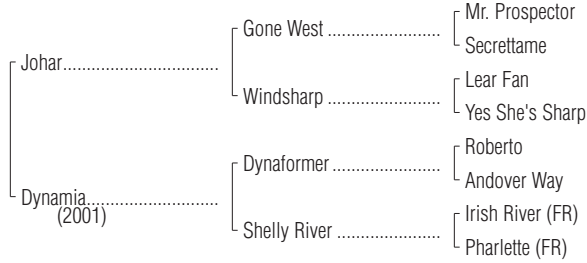 Mr. Prospector
Gone West ........................
Secrettame
Johar.................................
Lear Fan
Windsharp ........................
Yes She's Sharp
Roberto
Dynaformer .......................
Andover Way
Dynamia............................
(2001)
Irish River (FR)
Shelly River ......................
Pharlette (FR)